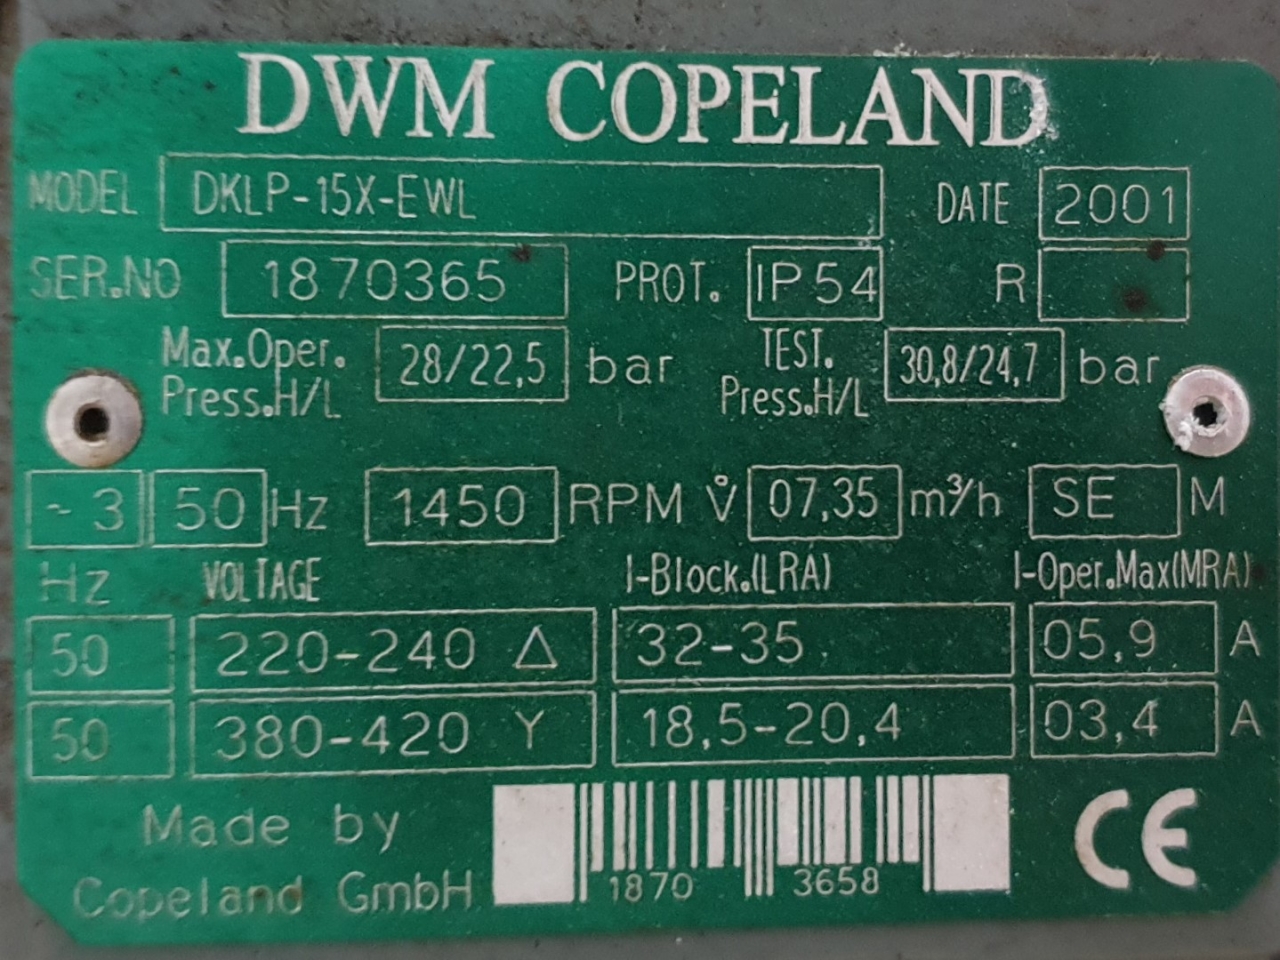 DWM COPELAND
MODEL DKLP-15X-EWL DATE 2001
SER.NO 1870365 PROT. IP54 R
Max.Oper. Press.H/L 28/22,5 bar TEST. Press.H/L 30,8/24,7 bar
~3 50 Hz 1450 RPM V̊ 07,35 m³/h SE M
Hz VOLTAGE I-Block.(LRA) I-Oper.Max(MRA)
50 220-240 Δ 32-35 05,9 A
50 380-420 Y 18,5-20,4 03,4 A
Made by
Copeland GmbH
1870 3658
CE